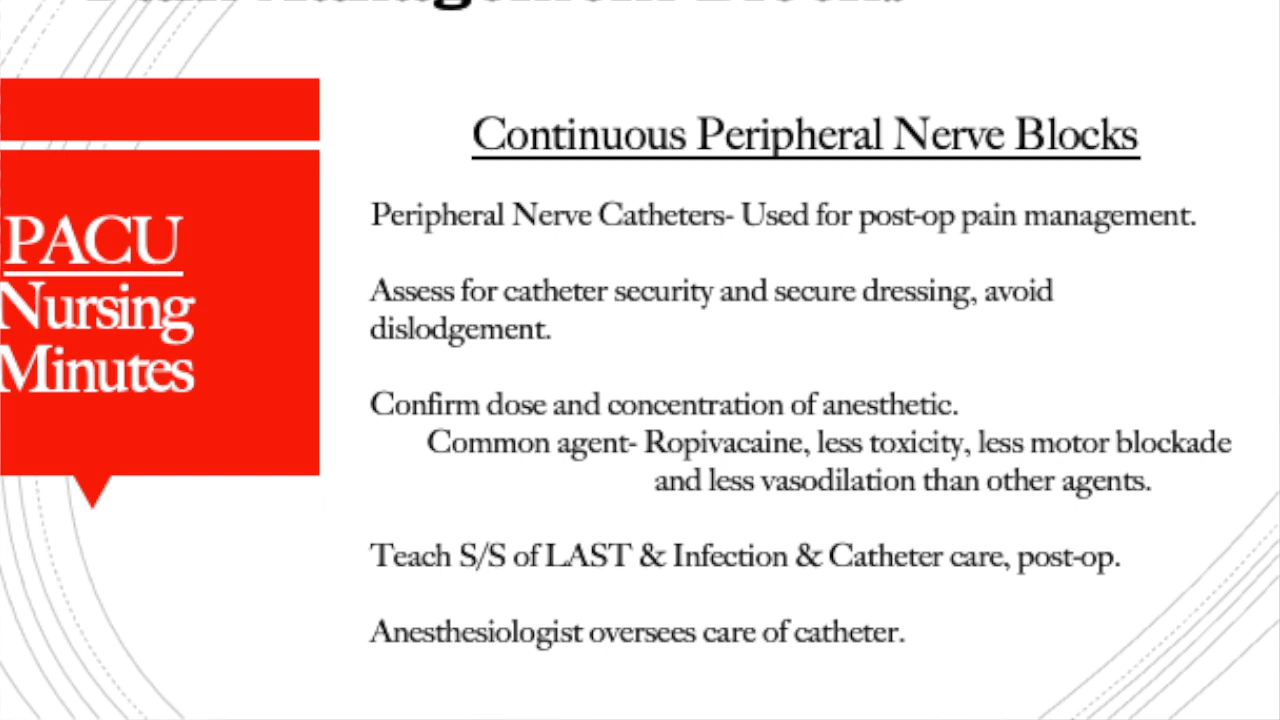 Pain Management Blocks
PACU
Nursing
Minutes
Continuous Peripheral Nerve Blocks
Peripheral Nerve Catheters- Used for post-op pain management.
Assess for catheter security and secure dressing, avoid
dislodgement.
Confirm dose and concentration of anesthetic.
Common agent- Ropivacaine, less toxicity, less motor blockade
and less vasodilation than other agents.
Teach S/S of LAST & Infection & Catheter care, post-op.
Anesthesiologist oversees care of catheter.